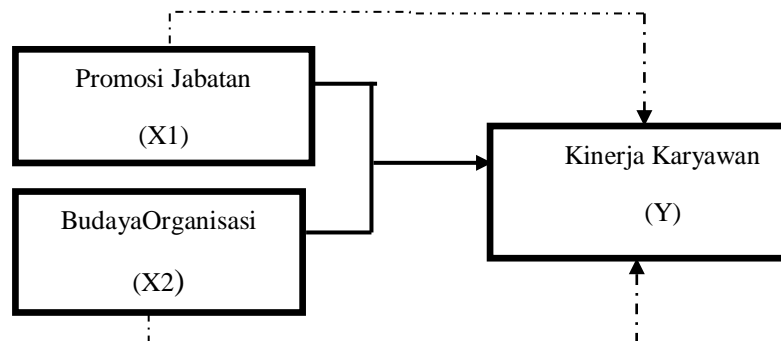 Promosi Jabatan
(X1)
BudayaOrganisasi
(X2)
Kinerja Karyawan
(Y)